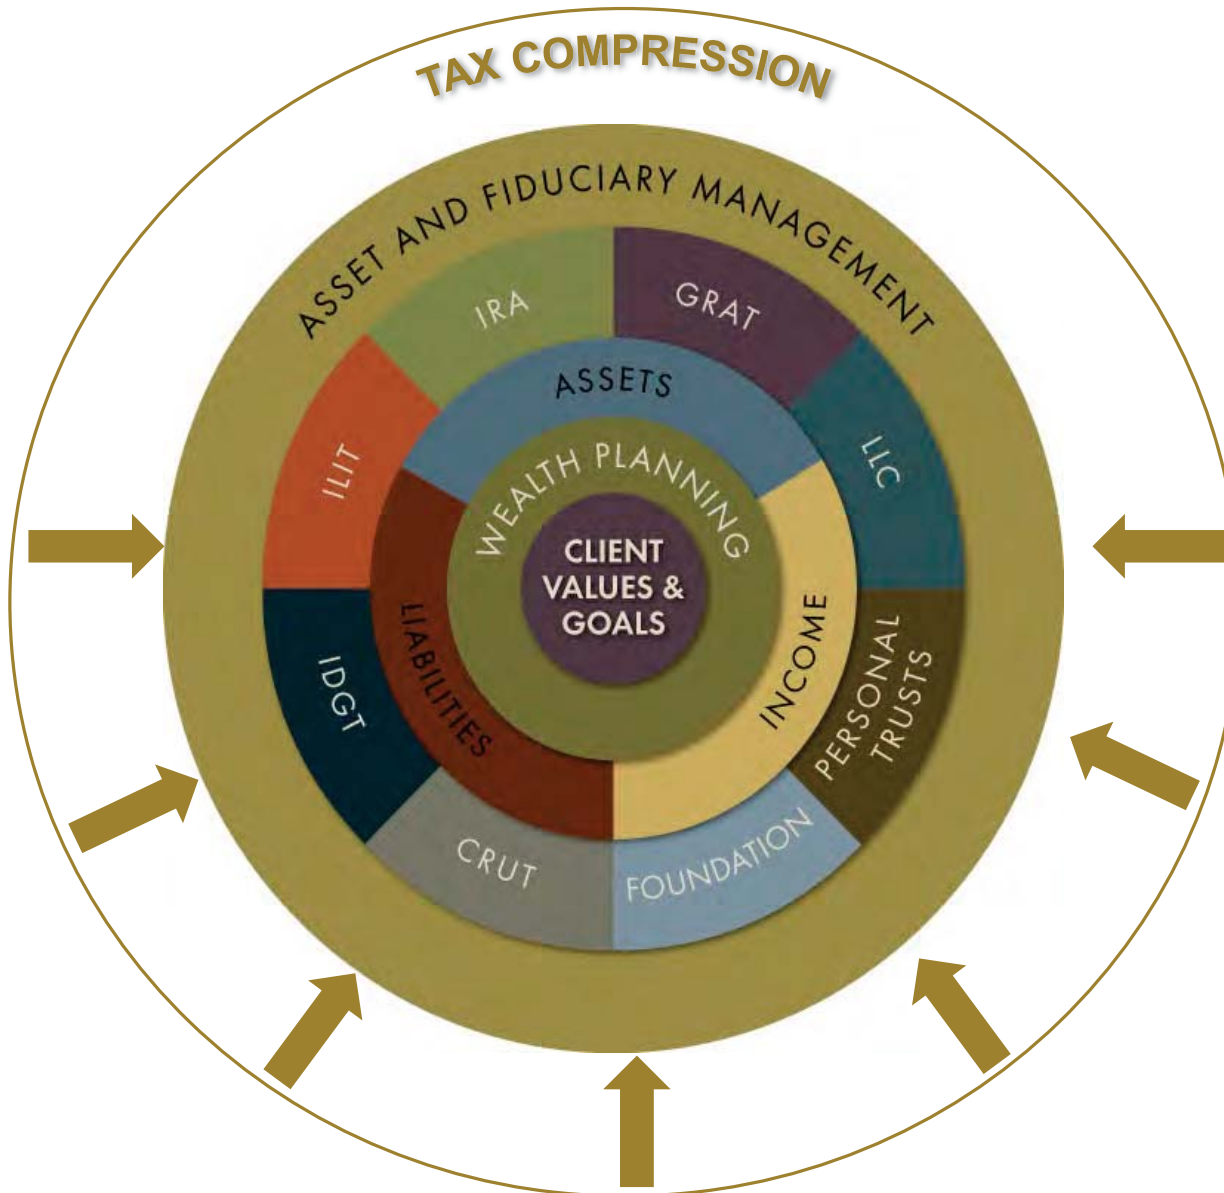 TAX COMPRESSION
ASSET AND FIDUCIARY MANAGEMENT
IRA
GRAT
ASSETS
ILIT
LLC
WEALTH PLANNING
CLIENT
VALUES &
GOALS
LIABILITIES
INCOME
IDGT
PERSONAL
TRUSTS
CRUT
FOUNDATION